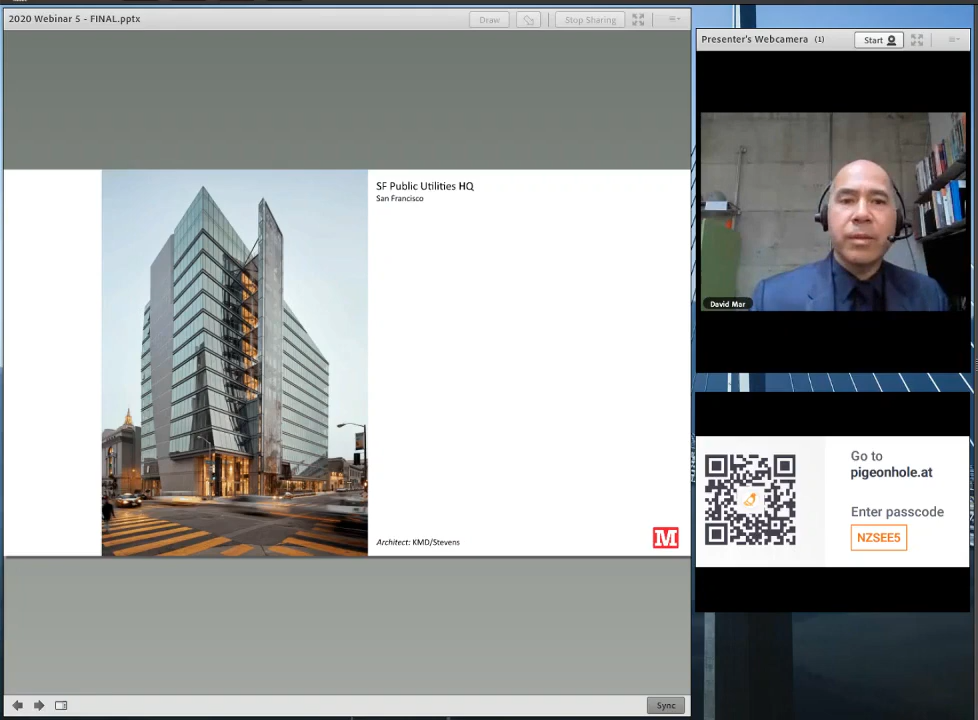 2020 Webinar 5 - FINAL.pptx
Draw
Stop Sharing
SF Public Utilities HQ
San Francisco
Architect: KMD/Stevens
M
Sync
Presenter's Webcamera (1)
Start
David Mar
Go to
pigeonhole.at
Enter passcode
NZSEE5